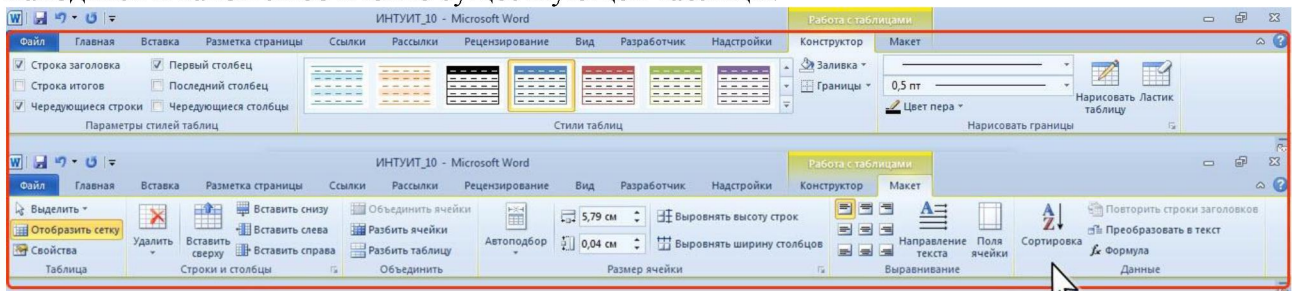 ИНТУИТ_10 - Microsoft Word Работа с таблицами
Файл Главная Вставка Разметка страницы Ссылки Рассылки Рецензирование Вид Разработчик Надстройки Конструктор Макет
Строка заголовка Первый столбец Заливка
Строка итогов Последний столбец Границы 0,5 пт
Чередующиеся строки Чередующиеся столбцы Цвет пера Нарисовать таблицу Ластик
Параметры стилей таблиц Стили таблиц Нарисовать границы
ИНТУИТ_10 - Microsoft Word Работа с таблицами
Файл Главная Вставка Разметка страницы Ссылки Рассылки Рецензирование Вид Разработчик Надстройки Конструктор Макет
Выделить Вставить снизу Объединить ячейки 5,79 см Выровнять высоту строк Повторить строки заголовков
Отобразить сетку Удалить Вставить сверху Вставить слева Разбить ячейки Автоподбор 0,04 см Выровнять ширину столбцов Направление текста Поля ячейки Сортировка Преобразовать в текст
Свойства Вставить справа Разбить таблицу Формула
Таблица Строки и столбцы Объединить Размер ячейки Выравнивание Данные